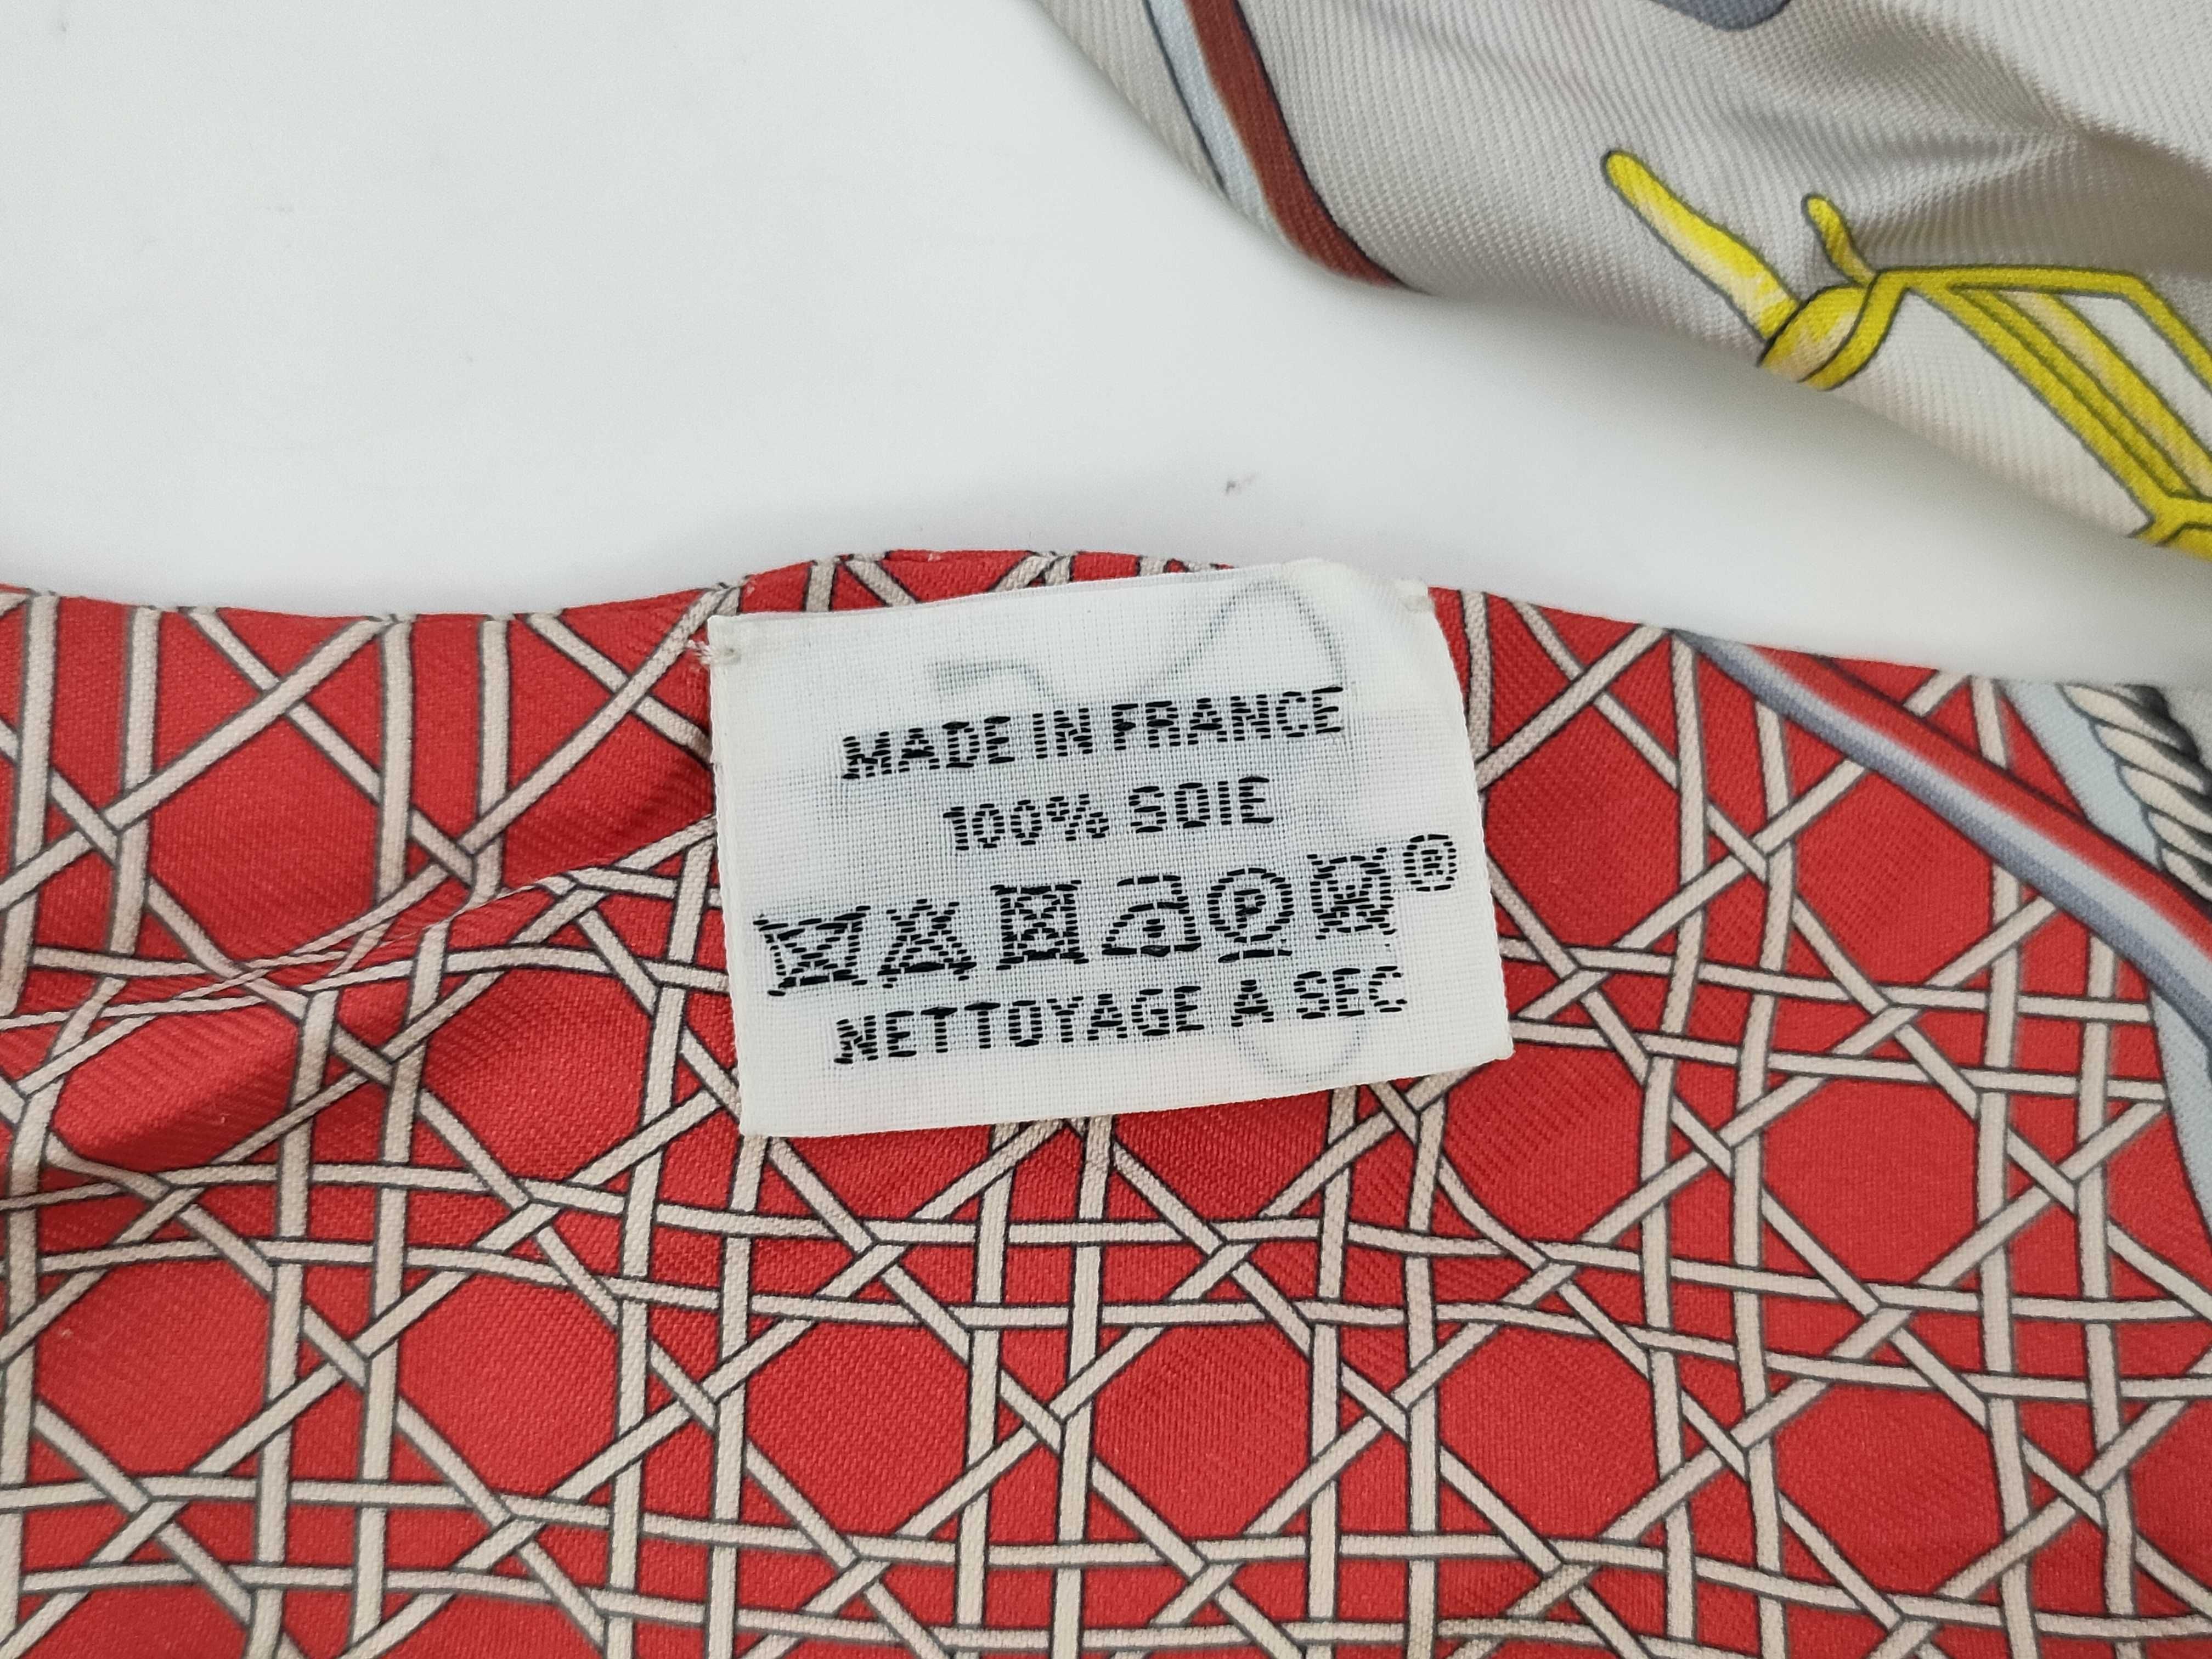 MADE IN FRANCE
100% SOIE
P W ®
NETTOYAGE A SEC